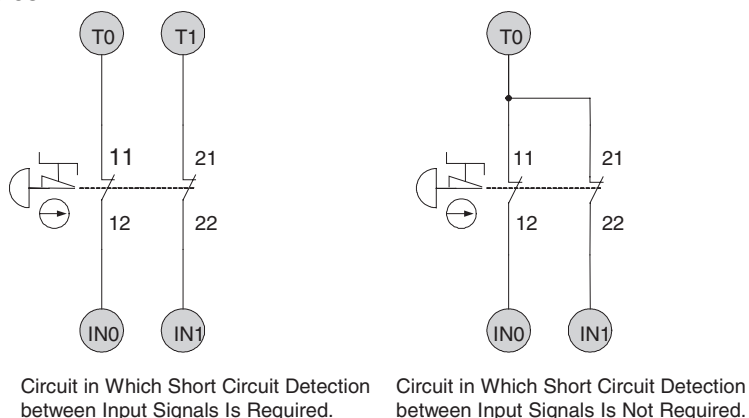 T0 T1 T0
11 21 11 21
12 22 12 22
IN0 IN1 IN0 IN1
Circuit in Which Short Circuit Detection
between Input Signals Is Required.
Circuit in Which Short Circuit Detection
between Input Signals Is Not Required.